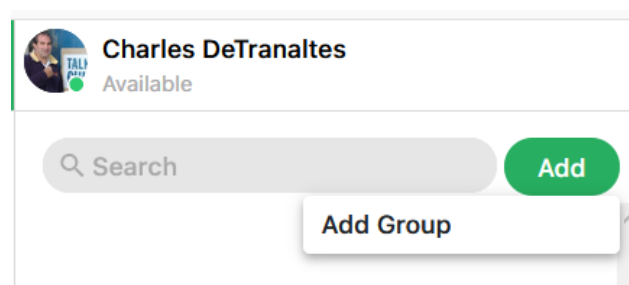 Charles DeTranaltes
Available
Search
Add
Add Group